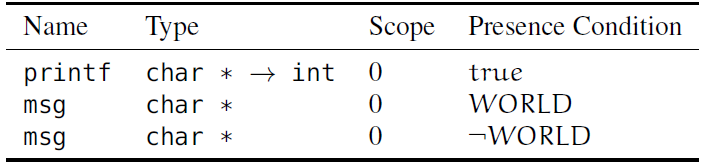 Name Type Scope Presence Condition
printf char * → int 0 true
msg char * 0 WORLD
msg char * 0 ¬WORLD